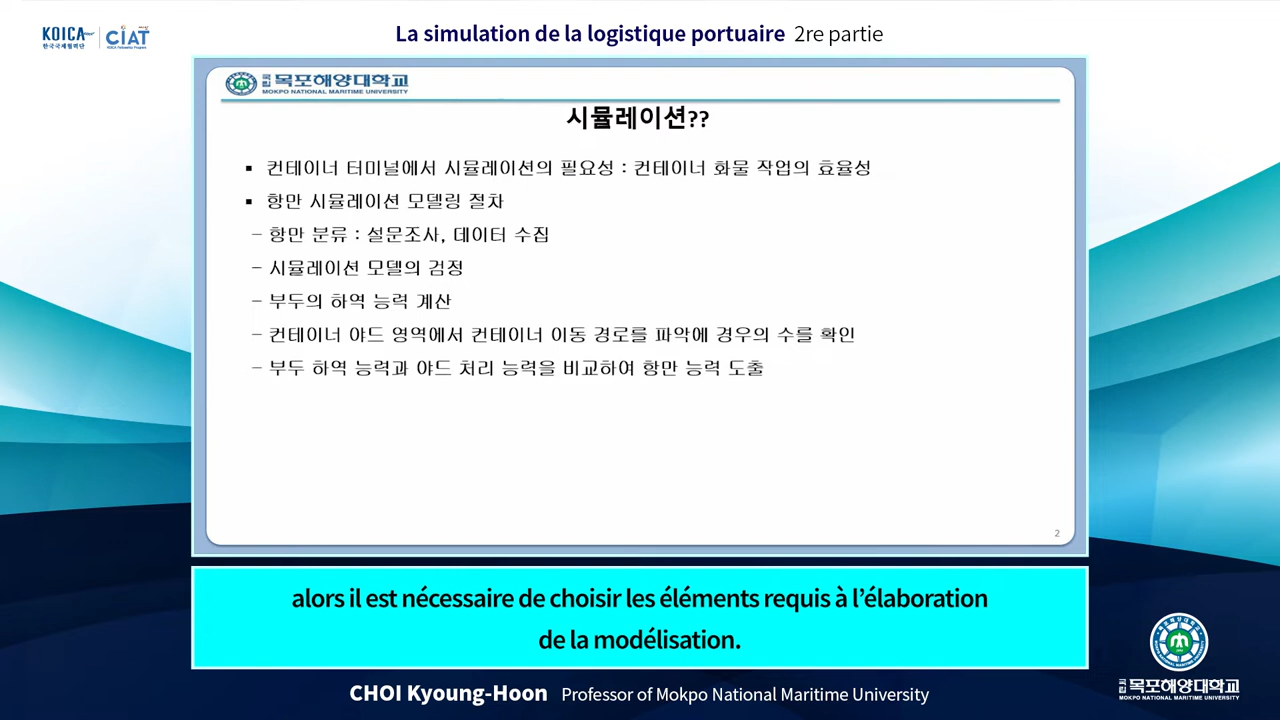 KOICA
한국국제협력단
CIAT
KOICA Fellowship Program
La simulation de la logistique portuaire 2re partie
국립 목포해양대학교
MOKPO NATIONAL MARITIME UNIVERSITY
시뮬레이션??
▪ 컨테이너 터미널에서 시뮬레이션의 필요성 : 컨테이너 화물 작업의 효율성
▪ 항만 시뮬레이션 모델링 절차
– 항만 분류 : 설문조사, 데이터 수집
– 시뮬레이션 모델의 검정
– 부두의 하역 능력 계산
– 컨테이너 야드 영역에서 컨테이너 이동 경로를 파악에 경우의 수를 확인
– 부두 하역 능력과 야드 처리 능력을 비교하여 항만 능력 도출
2
alors il est nécessaire de choisir les éléments requis à l’élaboration
de la modélisation.
CHOI Kyoung-Hoon Professor of Mokpo National Maritime University
국립 목포해양대학교
MOKPO NATIONAL MARITIME UNIVERSITY